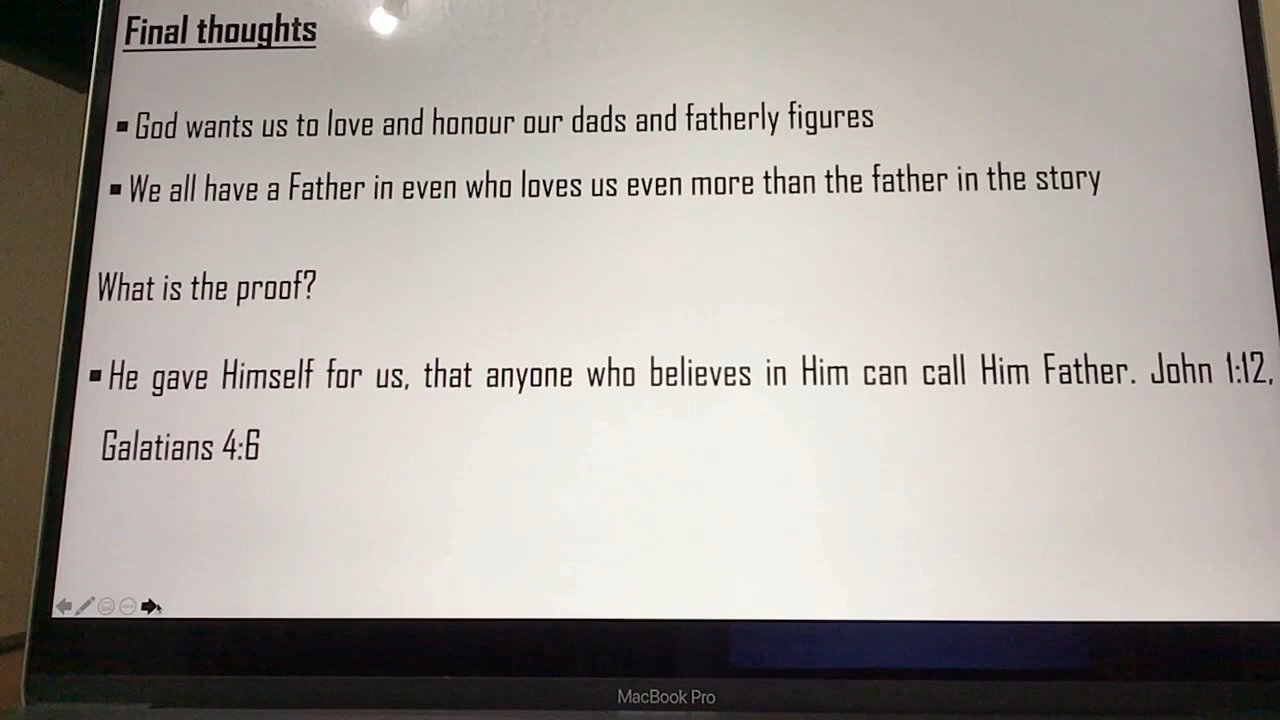 Final thoughts
▪ God wants us to love and honour our dads and fatherly figures
▪ We all have a Father in even who loves us even more than the father in the story
What is the proof?
▪ He gave Himself for us, that anyone who believes in Him can call Him Father. John 1:12,
Galatians 4:6
MacBook Pro